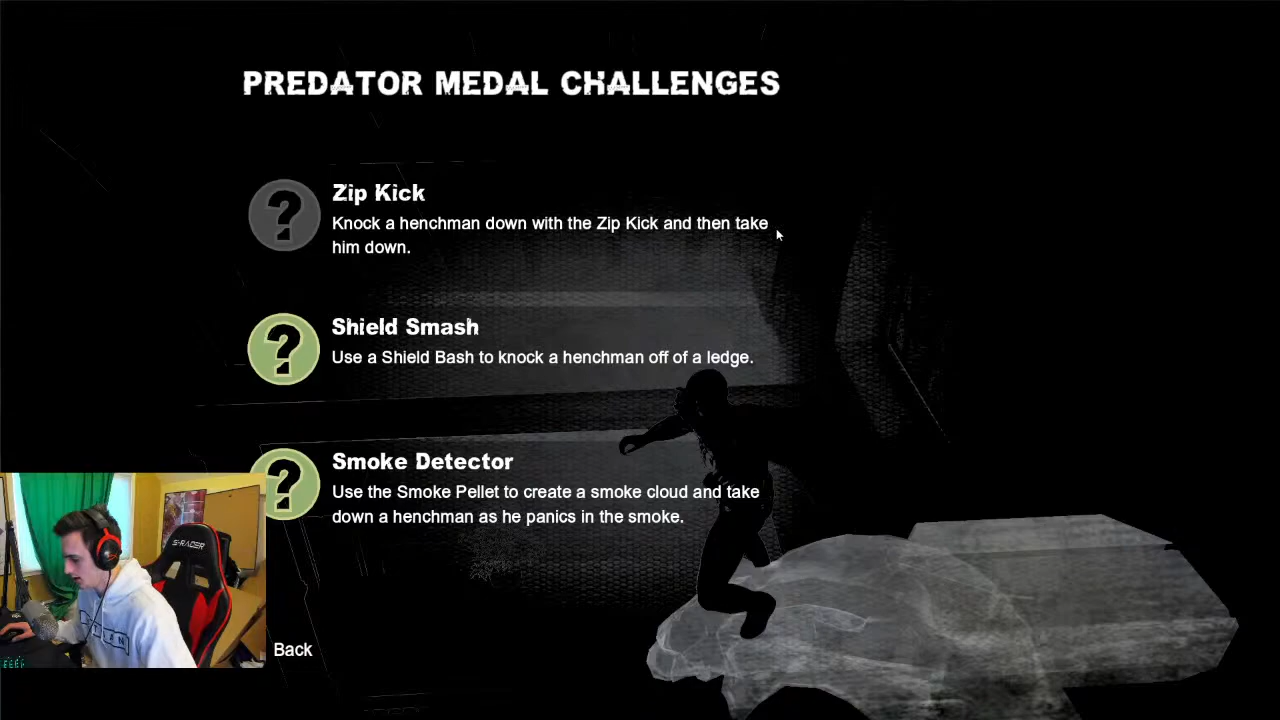 PREDATOR MEDAL CHALLENGES
Zip Kick
Knock a henchman down with the Zip Kick and then take
him down.
Shield Smash
Use a Shield Bash to knock a henchman off of a ledge.
Smoke Detector
Use the Smoke Pellet to create a smoke cloud and take
down a henchman as he panics in the smoke.
S-RACER
Back